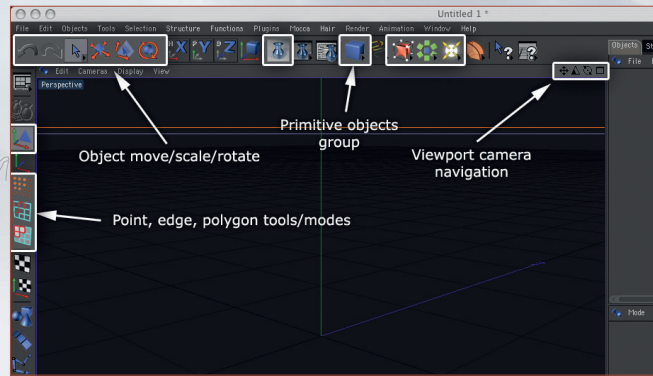 Untitled 1 *
File Edit Objects Tools Selection Structure Functions Plugins Mocca Hair Render Animation Window Help
X Y Z
Objects
Edit Cameras Display View
File
Perspective
Primitive objects
group
Object move/scale/rotate
Viewport camera
navigation
Point, edge, polygon tools/modes
Mode